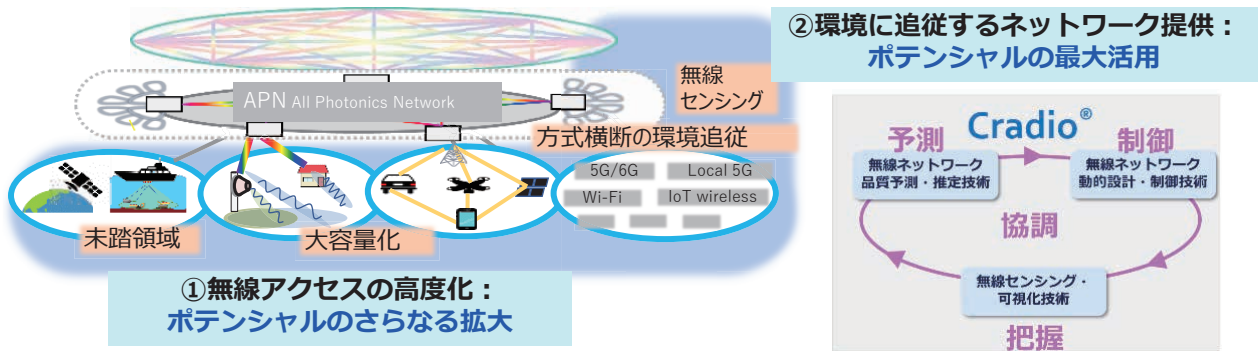 ②環境に追従するネットワーク提供：
ポテンシャルの最大活用
無線
センシング
APN All Photonics Network
方式横断の環境追従
5G/6G
Local 5G
Wi-Fi
IoT wireless
未踏領域
大容量化
①無線アクセスの高度化：
ポテンシャルのさらなる拡大
Cradio®
予測
制御
無線ネットワーク
品質予測・推定技術
無線ネットワーク
動的設計・制御技術
協調
無線センシング・
可視化技術
把握